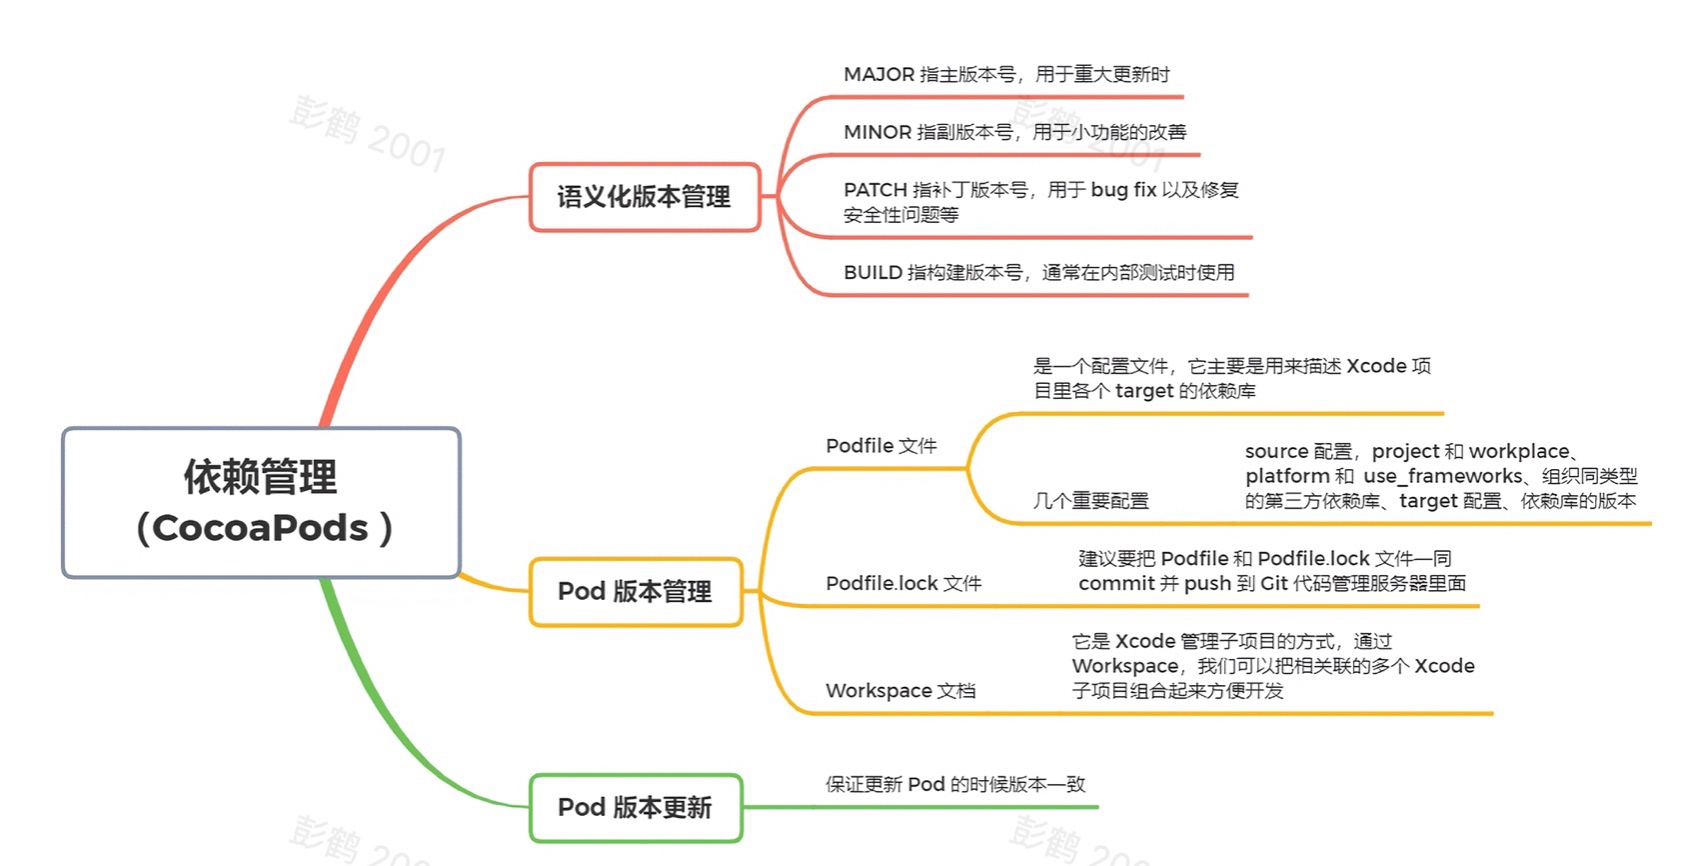 MAJOR 指主版本号，用于重大更新时
彭鹤 2001
彭鹤 2001
MINOR 指副版本号，用于小功能的改善
语义化版本管理
PATCH 指补丁版本号，用于 bug fix 以及修复
安全性问题等
BUILD 指构建版本号，通常在内部测试时使用
依赖管理
（CocoaPods ）
是一个配置文件，它主要是用来描述 Xcode 项
目里各个 target 的依赖库
Podfile 文件
几个重要配置
source 配置，project 和 workplace、
platform 和 use_frameworks、组织同类型
的第三方依赖库、target 配置、依赖库的版本
Pod 版本管理
Podfile.lock 文件
建议要把 Podfile 和 Podfile.lock 文件一同
commit 并 push 到 Git 代码管理服务器里面
Workspace 文档
它是 Xcode 管理子项目的方式，通过
Workspace，我们可以把相关联的多个 Xcode
子项目组合起来方便开发
Pod 版本更新
保证更新 Pod 的时候版本一致
彭鹤
彭鹤